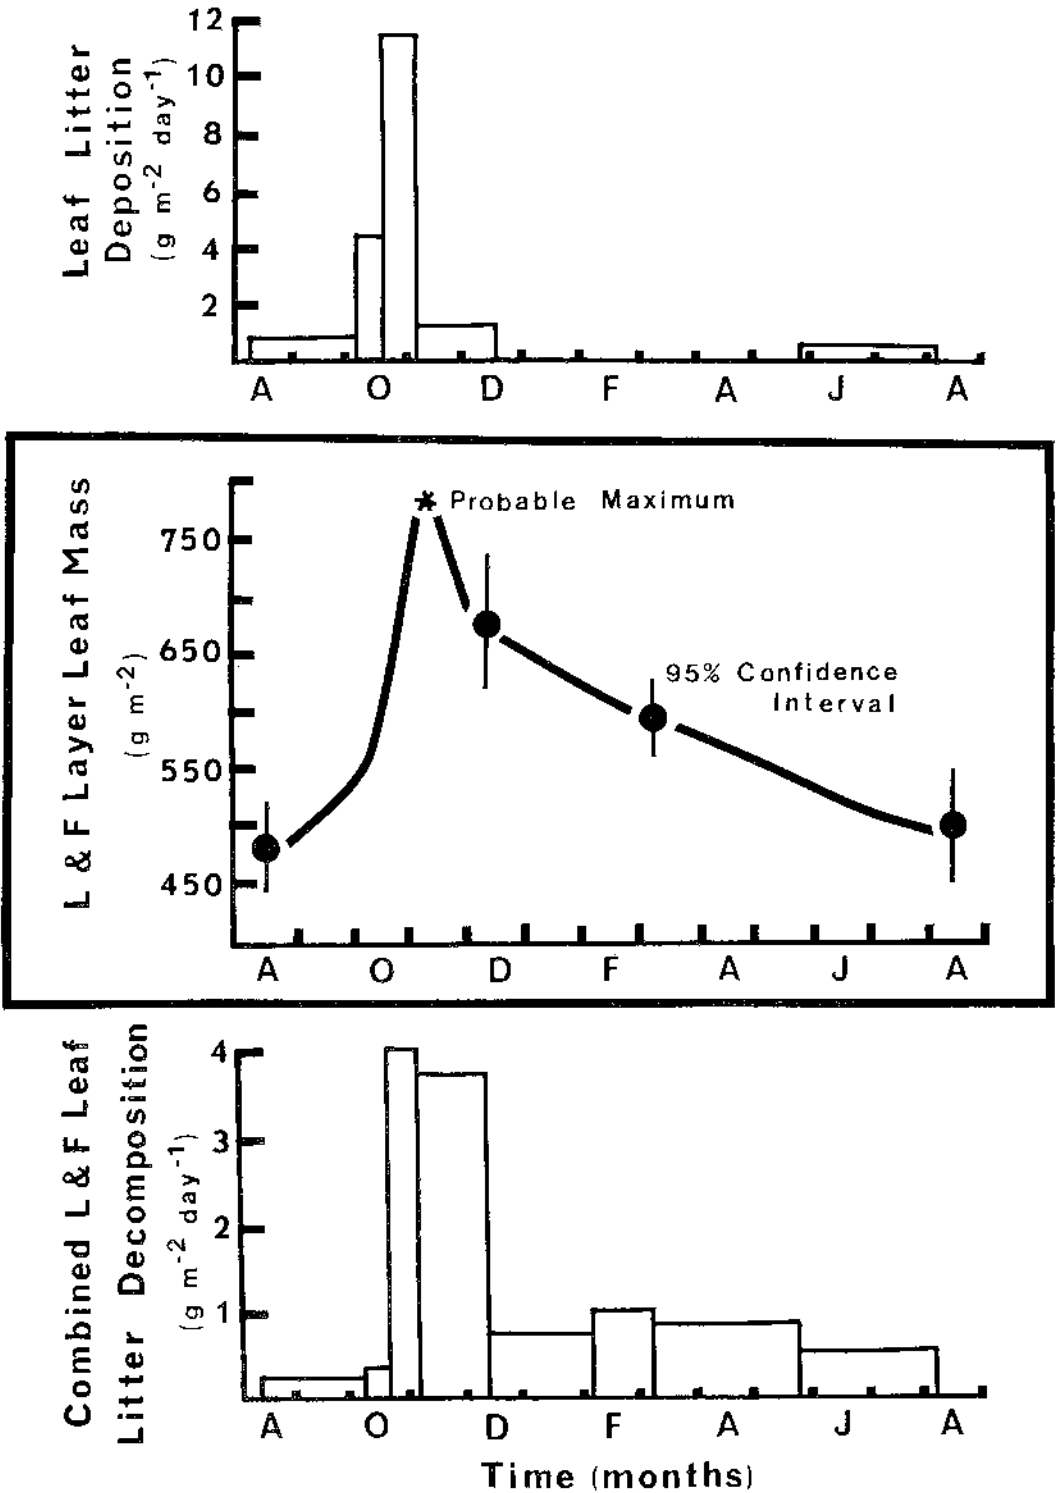 Leaf Litter
Deposition
(g m-2 day-1)
12
10
8
6
4
2
A O D F A J A
L & F Layer Leaf Mass
(g m-2)
750
650
550
450
* Probable Maximum
95% Confidence
Interval
A O D F A J A
Combined L&F Leaf
Litter Decomposition
(g m-2 day-1)
4
3
2
1
A O D F A J A
Time (months)